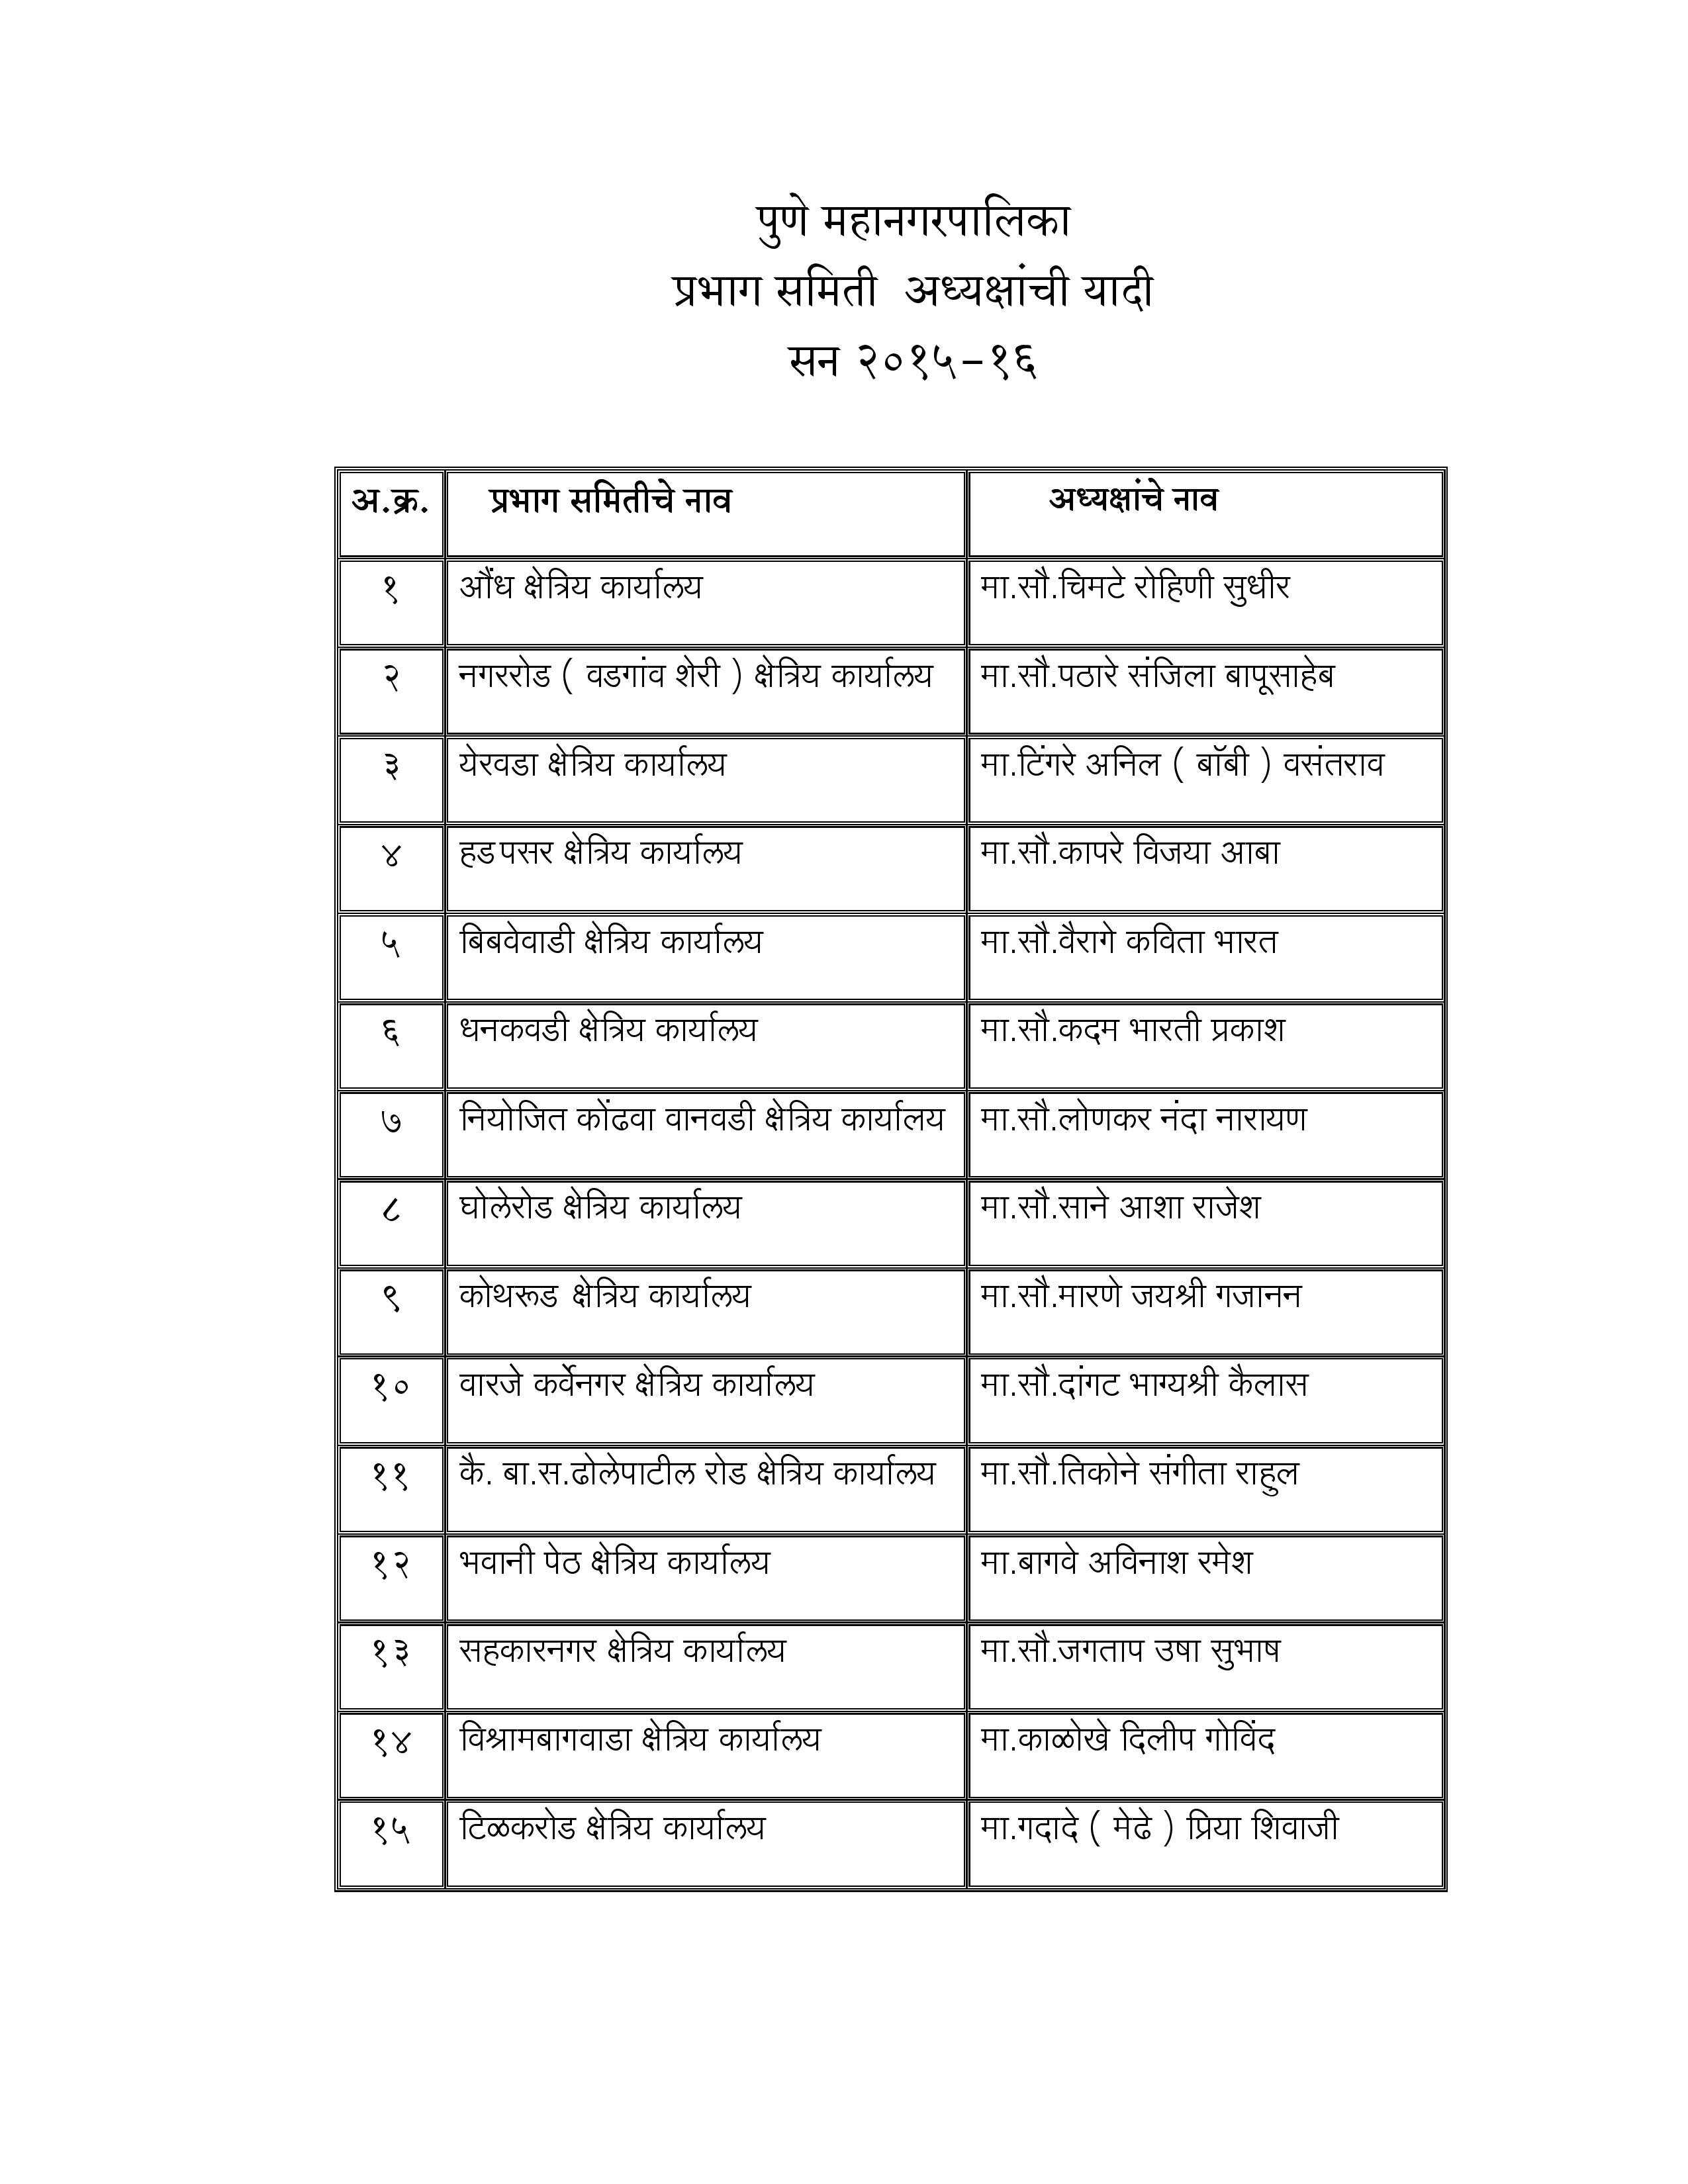 पुणे महानगरपालिका
प्रभाग समिती अध्यक्षांची यादी
सन २०१५-१६
अ.क्र. प्रभाग समितीचे नाव अध्यक्षांचे नाव
१ औंध क्षेत्रिय कार्यालय मा.सौ.चिमटे रोहिणी सुधीर
२ नगररोड ( वडगांव शेरी ) क्षेत्रिय कार्यालय मा.सौ.पठारे संजिला बापूसाहेब
३ येरवडा क्षेत्रिय कार्यालय मा.टिंगरे अनिल ( बॉबी ) वसंतराव
४ हडपसर क्षेत्रिय कार्यालय मा.सौ.कापरे विजया आबा
५ बिबवेवाडी क्षेत्रिय कार्यालय मा.सौ.वैरागे कविता भारत
६ धनकवडी क्षेत्रिय कार्यालय मा.सौ.कदम भारती प्रकाश
७ नियोजित कोंढवा वानवडी क्षेत्रिय कार्यालय मा.सौ.लोणकर नंदा नारायण
८ घोलेरोड क्षेत्रिय कार्यालय मा.सौ.साने आशा राजेश
९ कोथरूड क्षेत्रिय कार्यालय मा.सौ.मारणे जयश्री गजानन
१० वारजे कर्वेनगर क्षेत्रिय कार्यालय मा.सौ.दांगट भाग्यश्री कैलास
११ कै. बा.स.ढोलेपाटील रोड क्षेत्रिय कार्यालय मा.सौ.तिकोने संगीता राहुल
१२ भवानी पेठ क्षेत्रिय कार्यालय मा.बागवे अविनाश रमेश
१३ सहकारनगर क्षेत्रिय कार्यालय मा.सौ.जगताप उषा सुभाष
१४ विश्रामबागवाडा क्षेत्रिय कार्यालय मा.काळोखे दिलीप गोविंद
१५ टिळकरोड क्षेत्रिय कार्यालय मा.गदादे ( मेढे ) प्रिया शिवाजी